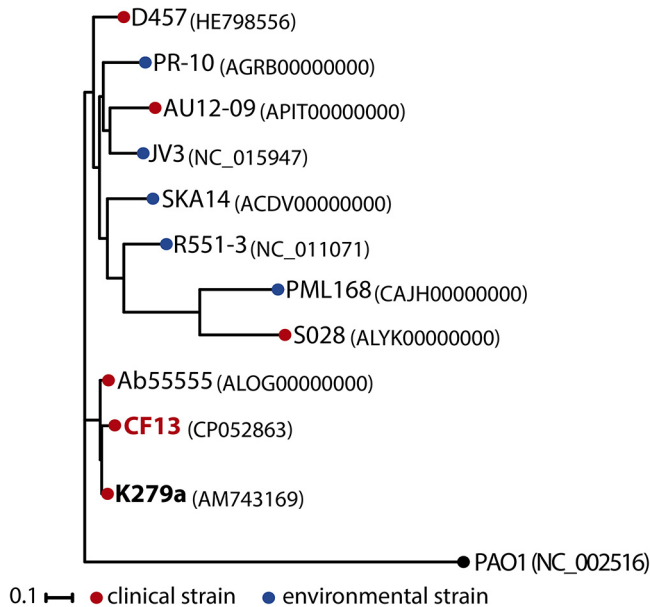 D457 (HE798556)
PR-10 (AGRB00000000)
AU12-09 (APIT00000000)
JV3 (NC_015947)
SKA14 (ACDV00000000)
R551-3 (NC_011071)
PML168 (CAJH00000000)
S028 (ALYK00000000)
Ab55555 (ALOG00000000)
CF13 (CP052863)
K279a (AM743169)
PAO1 (NC_002516)
0.1 clinical strain environmental strain